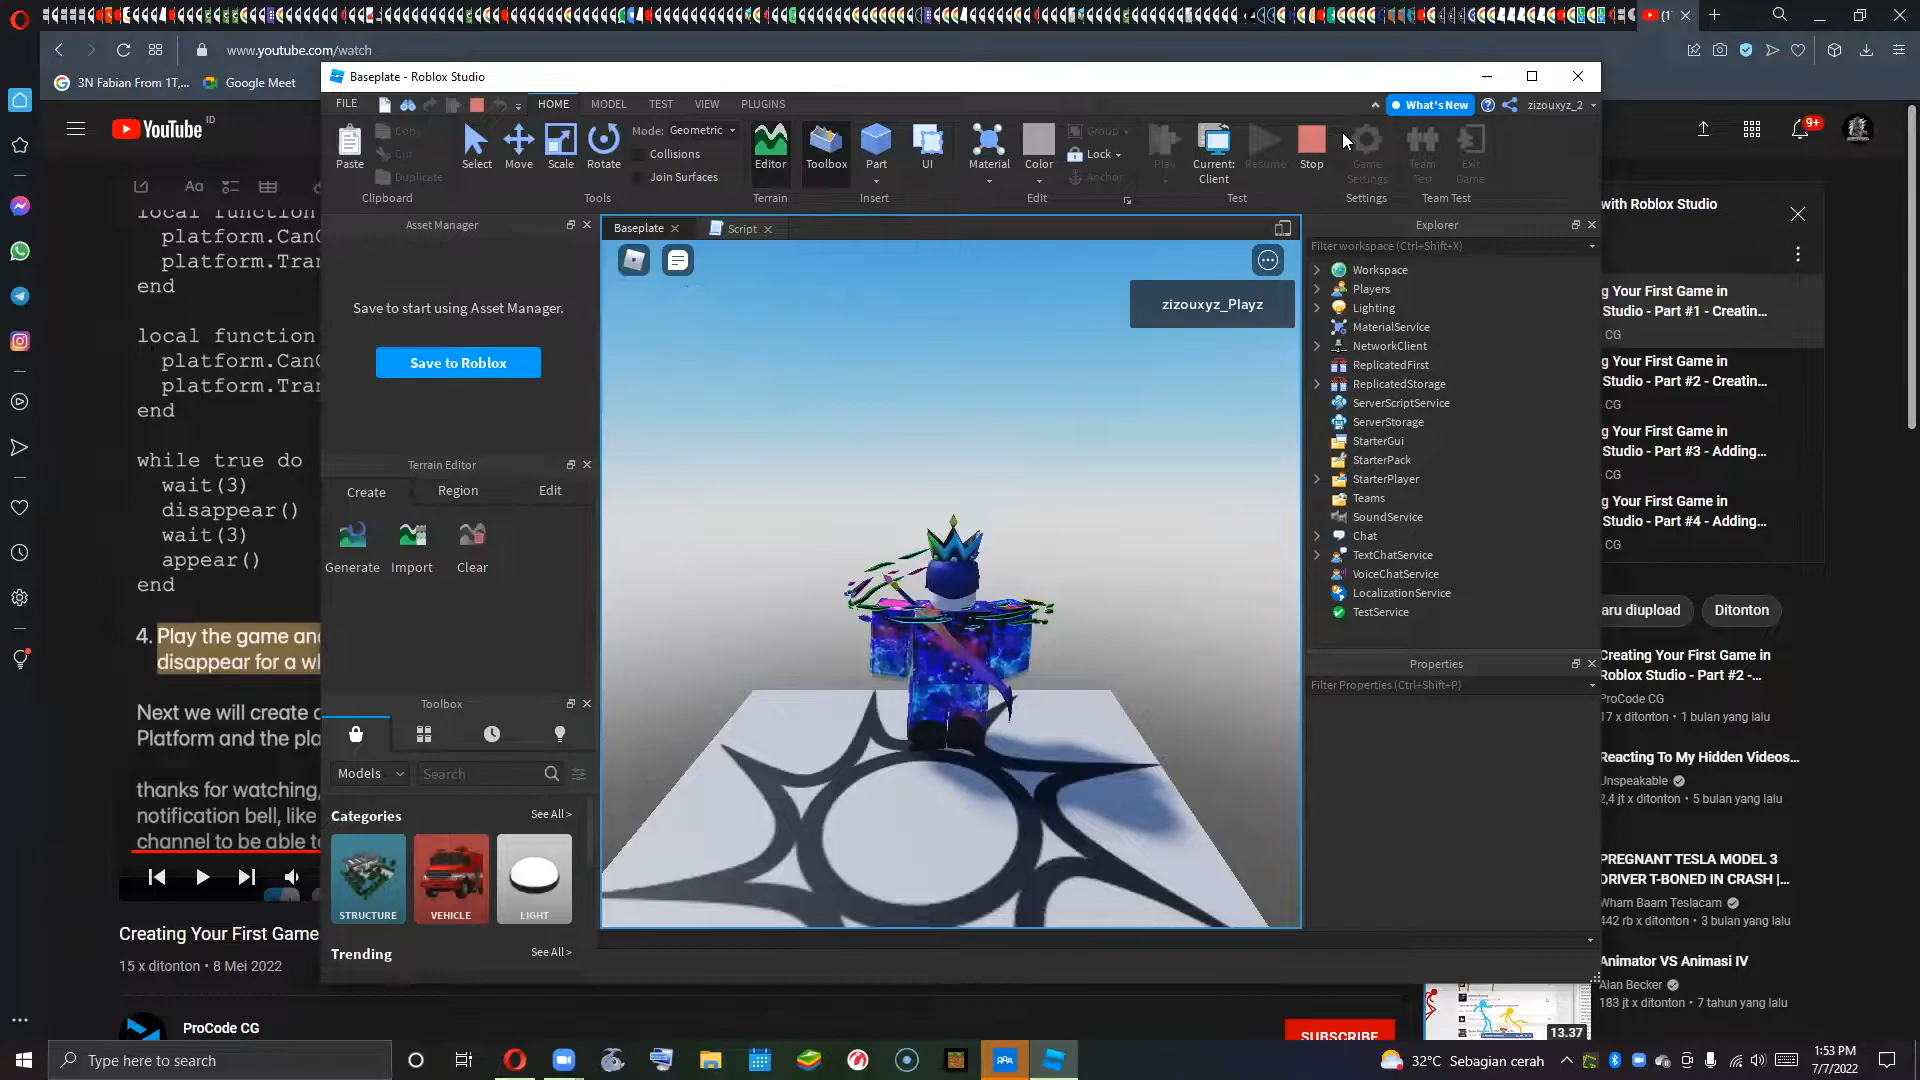 www.youtube.com/watch
3N Fabian From 1T,...
Google Meet
Baseplate - Roblox Studio
FILE
HOME
MODEL
TEST
VIEW
PLUGINS
What's New
zizouxyz_2
Paste
Copy
Cut
Duplicate
Clipboard
Select
Move
Scale
Rotate
Mode: Geometric
Collisions
Join Surfaces
Tools
Editor
Terrain
Toolbox
Part
UI
Insert
Material
Color
Group
Lock
Anchor
Edit
Play
Current:
Client
Resume
Stop
Test
Game
Settings
Settings
Team
Test
Exit
Game
Team Test
YouTube ID
9+
local function
platform.Can
platform.Tran
end
local function
platform.Can
platform.Tran
end
while true do
wait(3)
disappear()
wait(3)
appear()
end
4. Play the game and
disappear for a wh
Next we will create a
Platform and the pla
thanks for watching,
notification bell, like
channel to be able to
Asset Manager
Save to start using Asset Manager.
Save to Roblox
Terrain Editor
Create
Region
Edit
Generate
Import
Clear
Toolbox
Models
Search
Categories
See All >
STRUCTURE
VEHICLE
LIGHT
Trending
See All >
Baseplate
Script
zizouxyz_Playz
Explorer
Filter workspace (Ctrl+Shift+X)
Workspace
Players
Lighting
MaterialService
NetworkClient
ReplicatedFirst
ReplicatedStorage
ServerScriptService
ServerStorage
StarterGui
StarterPack
StarterPlayer
Teams
SoundService
Chat
TextChatService
VoiceChatService
LocalizationService
TestService
Properties
Filter Properties (Ctrl+Shift+P)
with Roblox Studio
g Your First Game in
Studio - Part #1 - Creatin...
CG
g Your First Game in
Studio - Part #2 - Creatin...
CG
g Your First Game in
Studio - Part #3 - Adding...
CG
g Your First Game in
Studio - Part #4 - Adding...
CG
aru diupload
Ditonton
Creating Your First Game in
Roblox Studio - Part #2 -...
ProCode CG
17 x ditonton • 1 bulan yang lalu
Reacting To My Hidden Videos...
Unspeakable
2,4 jt x ditonton • 5 bulan yang lalu
PREGNANT TESLA MODEL 3
DRIVER T-BONED IN CRASH |...
Wham Baam Teslacam
442 rb x ditonton • 3 bulan yang lalu
Animator VS Animasi IV
Alan Becker
183 jt x ditonton • 7 tahun yang lalu
13.37
Creating Your First Game
15 x ditonton • 8 Mei 2022
ProCode CG
SUBSCRIBE
Type here to search
32°C Sebagian cerah
1:53 PM
7/7/2022